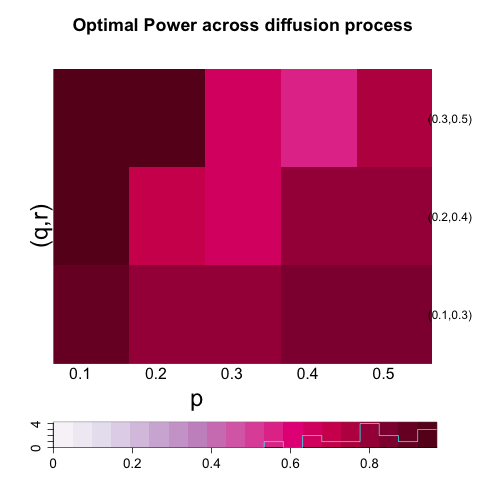 Optimal Power across diffusion process
(q,r)
(0.3,0.5)
(0.2,0.4)
(0.1,0.3)
0.1 0.2 0.3 0.4 0.5
p
0 4
0 0.2 0.4 0.6 0.8